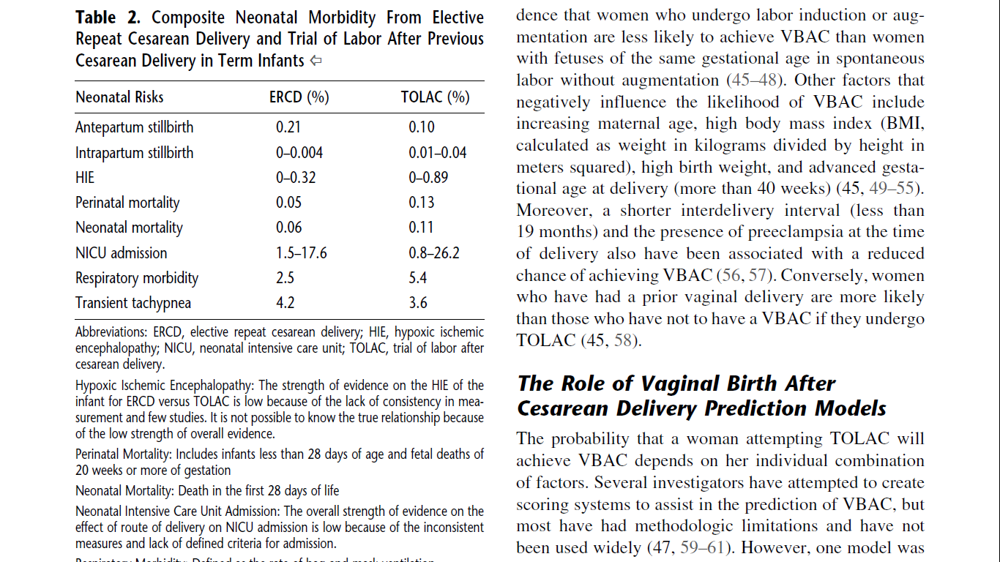 Table 2. Composite Neonatal Morbidity From Elective
Repeat Cesarean Delivery and Trial of Labor After Previous
Cesarean Delivery in Term Infants ⇦
Neonatal Risks ERCD (%) TOLAC (%)
Antepartum stillbirth 0.21 0.10
Intrapartum stillbirth 0–0.004 0.01–0.04
HIE 0–0.32 0–0.89
Perinatal mortality 0.05 0.13
Neonatal mortality 0.06 0.11
NICU admission 1.5–17.6 0.8–26.2
Respiratory morbidity 2.5 5.4
Transient tachypnea 4.2 3.6
Abbreviations: ERCD, elective repeat cesarean delivery; HIE, hypoxic ischemic
encephalopathy; NICU, neonatal intensive care unit; TOLAC, trial of labor after
cesarean delivery.
Hypoxic Ischemic Encephalopathy: The strength of evidence on the HIE of the
infant for ERCD versus TOLAC is low because of the lack of consistency in mea-
surement and few studies. It is not possible to know the true relationship because
of the low strength of overall evidence.
Perinatal Mortality: Includes infants less than 28 days of age and fetal deaths of
20 weeks or more of gestation
Neonatal Mortality: Death in the first 28 days of life
Neonatal Intensive Care Unit Admission: The overall strength of evidence on the
effect of route of delivery on NICU admission is low because of the inconsistent
measures and lack of defined criteria for admission.
Respiratory Morbidity: Defined as the rate of bag and mask ventilation
dence that women who undergo labor induction or aug-
mentation are less likely to achieve VBAC than women
with fetuses of the same gestational age in spontaneous
labor without augmentation (45–48). Other factors that
negatively influence the likelihood of VBAC include
increasing maternal age, high body mass index (BMI,
calculated as weight in kilograms divided by height in
meters squared), high birth weight, and advanced gesta-
tional age at delivery (more than 40 weeks) (45, 49–55).
Moreover, a shorter interdelivery interval (less than
19 months) and the presence of preeclampsia at the time
of delivery also have been associated with a reduced
chance of achieving VBAC (56, 57). Conversely, women
who have had a prior vaginal delivery are more likely
than those who have not to have a VBAC if they undergo
TOLAC (45, 58).
The Role of Vaginal Birth After
Cesarean Delivery Prediction Models
The probability that a woman attempting TOLAC will
achieve VBAC depends on her individual combination
of factors. Several investigators have attempted to create
scoring systems to assist in the prediction of VBAC, but
most have had methodologic limitations and have not
been used widely (47, 59–61). However, one model was